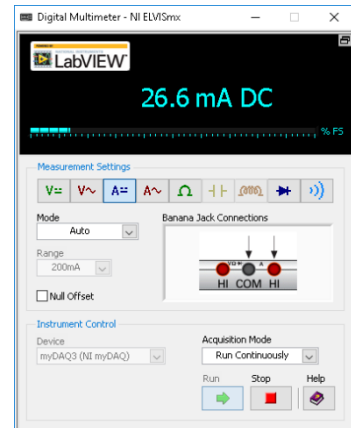 Digital Multimeter - NI ELVISmx
LabVIEW
26.6 mA DC
% FS
Measurement Settings
V= V~ A= A~ Ω
Mode
Banana Jack Connections
Auto
Range
200mA
VΩ A
HI COM HI
Null Offset
Instrument Control
Device
Acquisition Mode
myDAQ3 (NI myDAQ)
Run Continuously
Run Stop Help